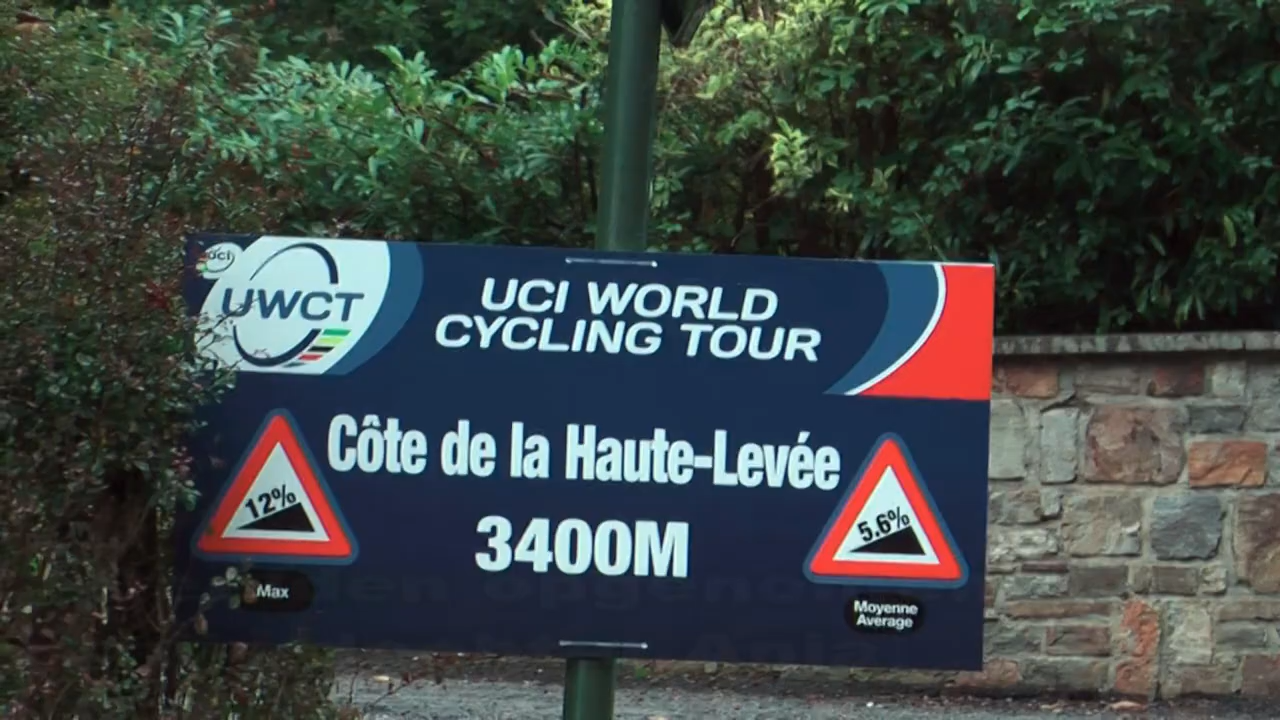 UCI
UWCT
UCI WORLD
CYCLING TOUR
Côte de la Haute-Levée
12%
5.6%
3400M
Max
Moyenne
Average